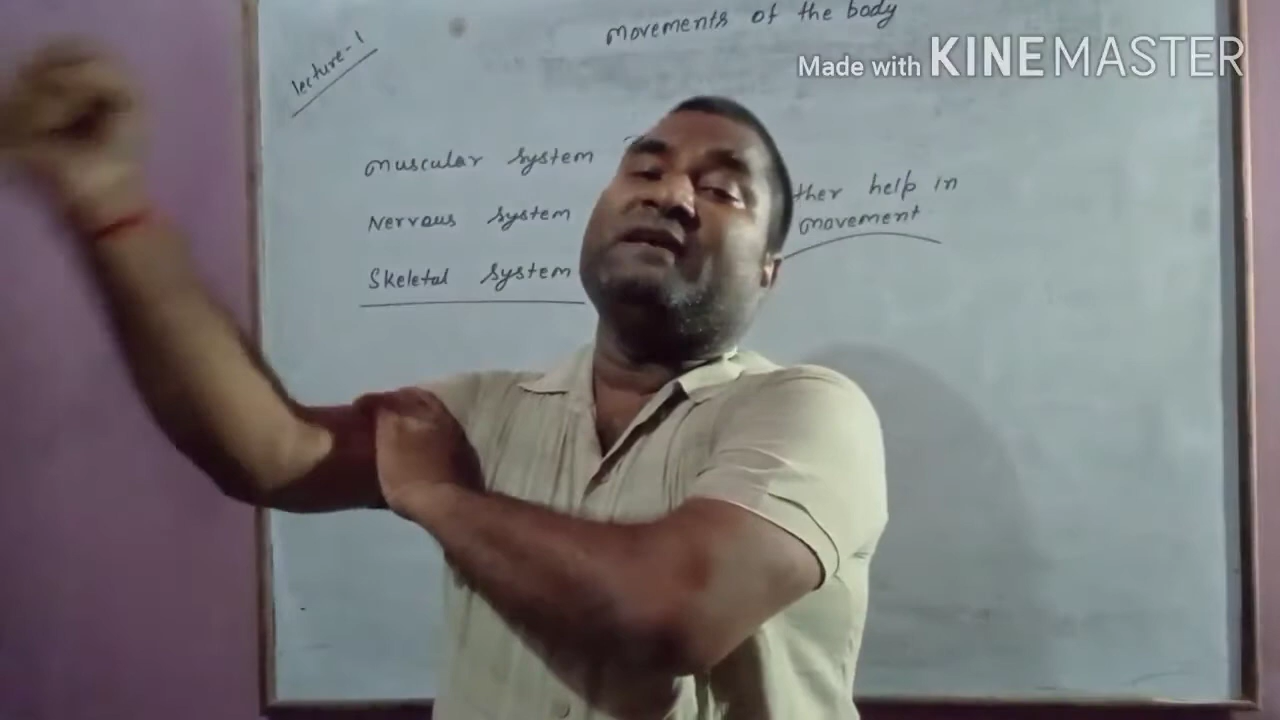 movements of the body
Made with KINEMASTER
lecture-1
muscular system
Nervous system
Skeletal system
ther help in
movement